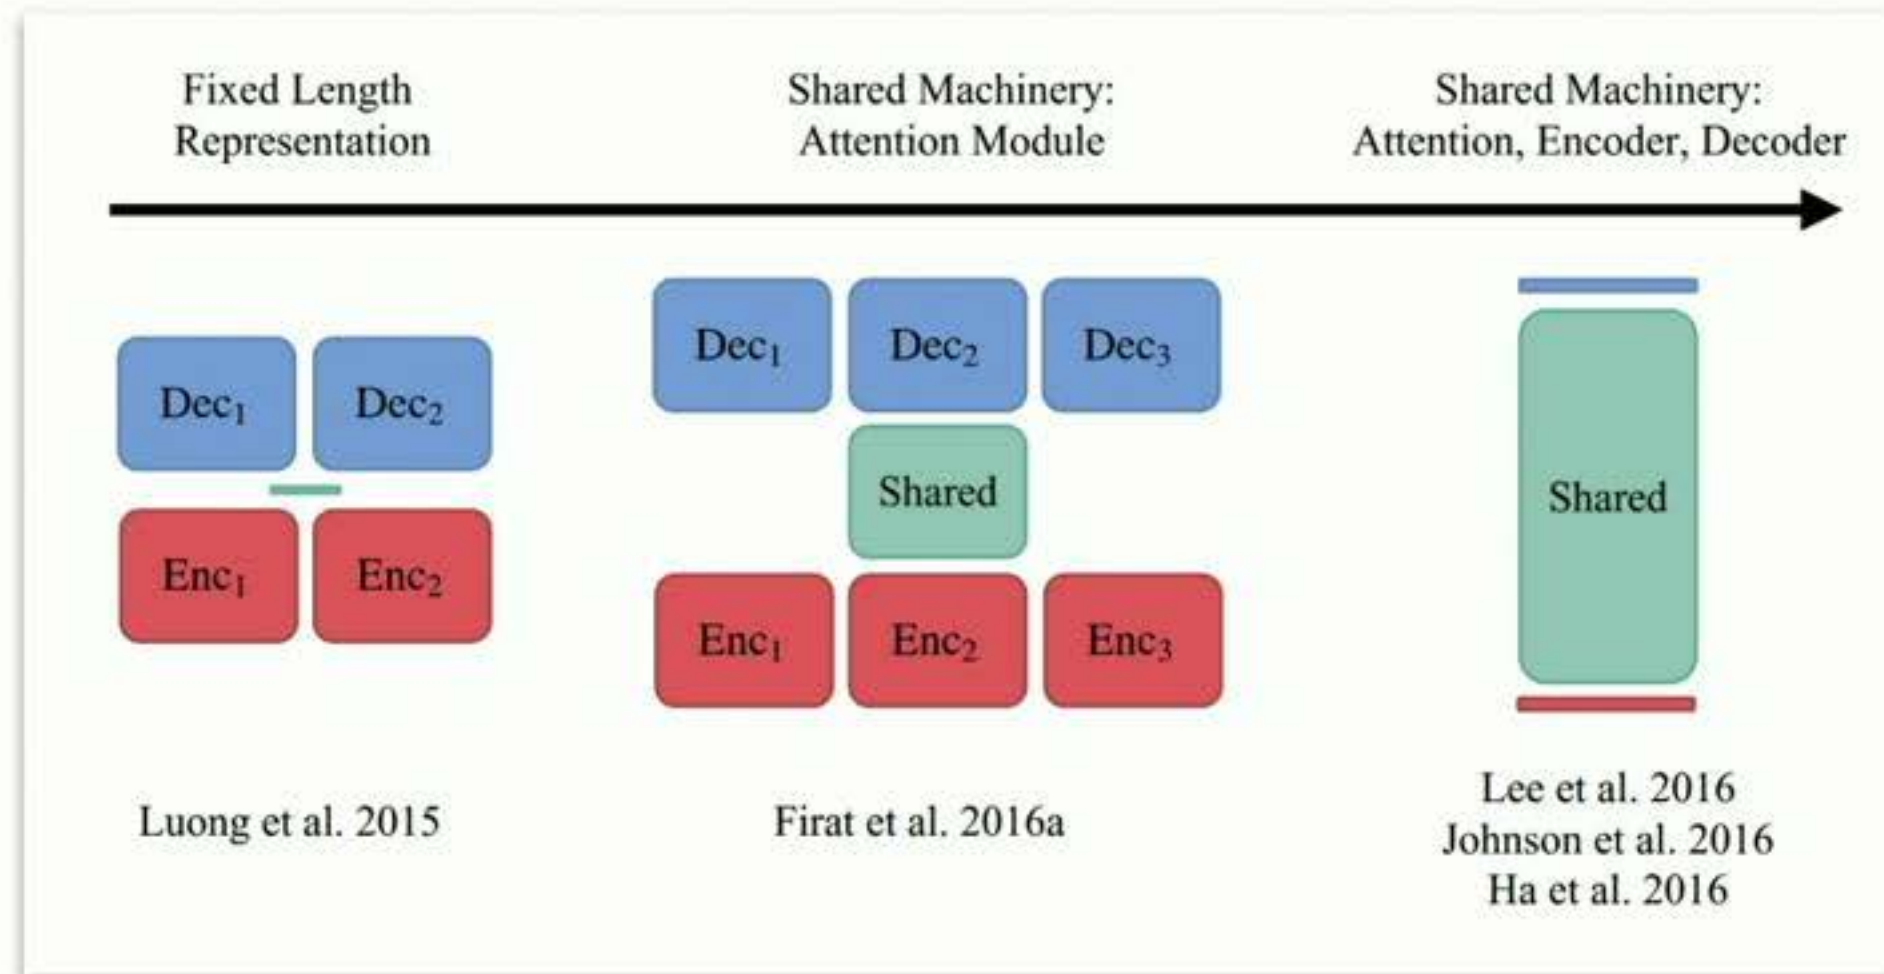 Fixed Length
Representation
Shared Machinery:
Attention Module
Shared Machinery:
Attention, Encoder, Decoder
Dec₁
Dec₂
Enc₁
Enc₂
Luong et al. 2015
Dec₁
Dec₂
Dec₃
Shared
Enc₁
Enc₂
Enc₃
Firat et al. 2016a
Shared
Lee et al. 2016
Johnson et al. 2016
Ha et al. 2016